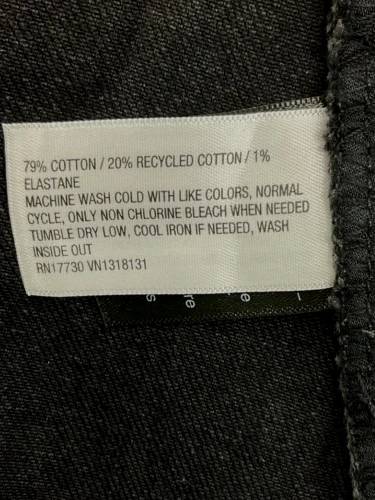 79% COTTON / 20% RECYCLED COTTON / 1%
ELASTANE
MACHINE WASH COLD WITH LIKE COLORS, NORMAL
CYCLE, ONLY NON CHLORINE BLEACH WHEN NEEDED
TUMBLE DRY LOW, COOL IRON IF NEEDED, WASH
INSIDE OUT
RN17730 VN1318131